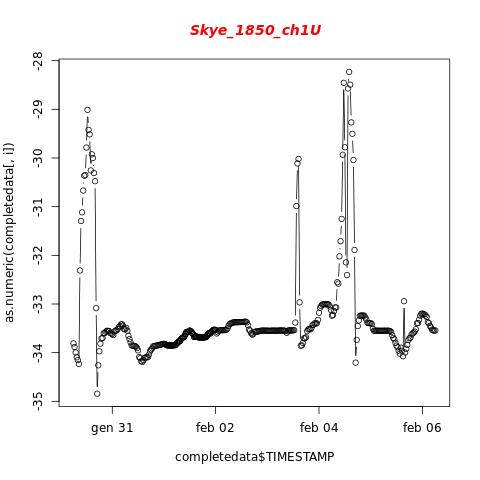 Skye_1850_ch1U
-28
-29
-30
-31
-32
-33
-34
-35
as.numeric(completedata[, i])
gen 31 feb 02 feb 04 feb 06
completedata$TIMESTAMP